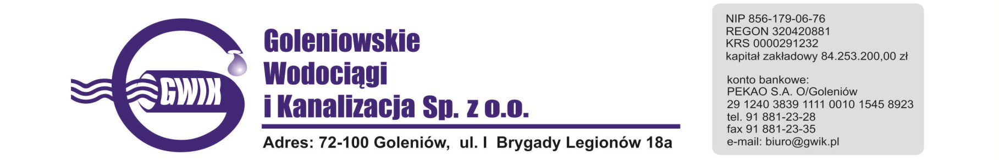 GWIK
Goleniowskie
Wodociągi
i Kanalizacja Sp. z o.o.
Adres: 72-100 Goleniów, ul. I Brygady Legionów 18a
NIP 856-179-06-76
REGON 320420881
KRS 0000291232
kapitał zakładowy 84.253.200,00 zł
konto bankowe:
PEKAO S.A. O/Goleniów
29 1240 3839 1111 0010 1545 8923
tel. 91 881-23-28
fax 91 881-23-35
e-mail: biuro@gwik.pl